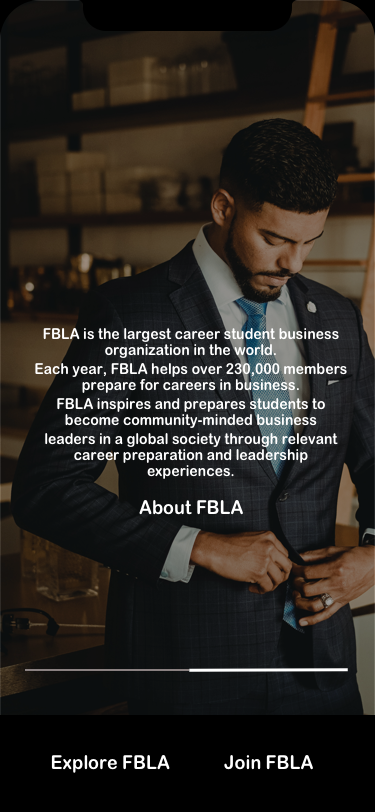 FBLA is the largest career student business
organization in the world.
Each year, FBLA helps over 230,000 members
prepare for careers in business.
FBLA inspires and prepares students to
become community-minded business
leaders in a global society through relevant
career preparation and leadership
experiences.
About FBLA
Explore FBLA
Join FBLA